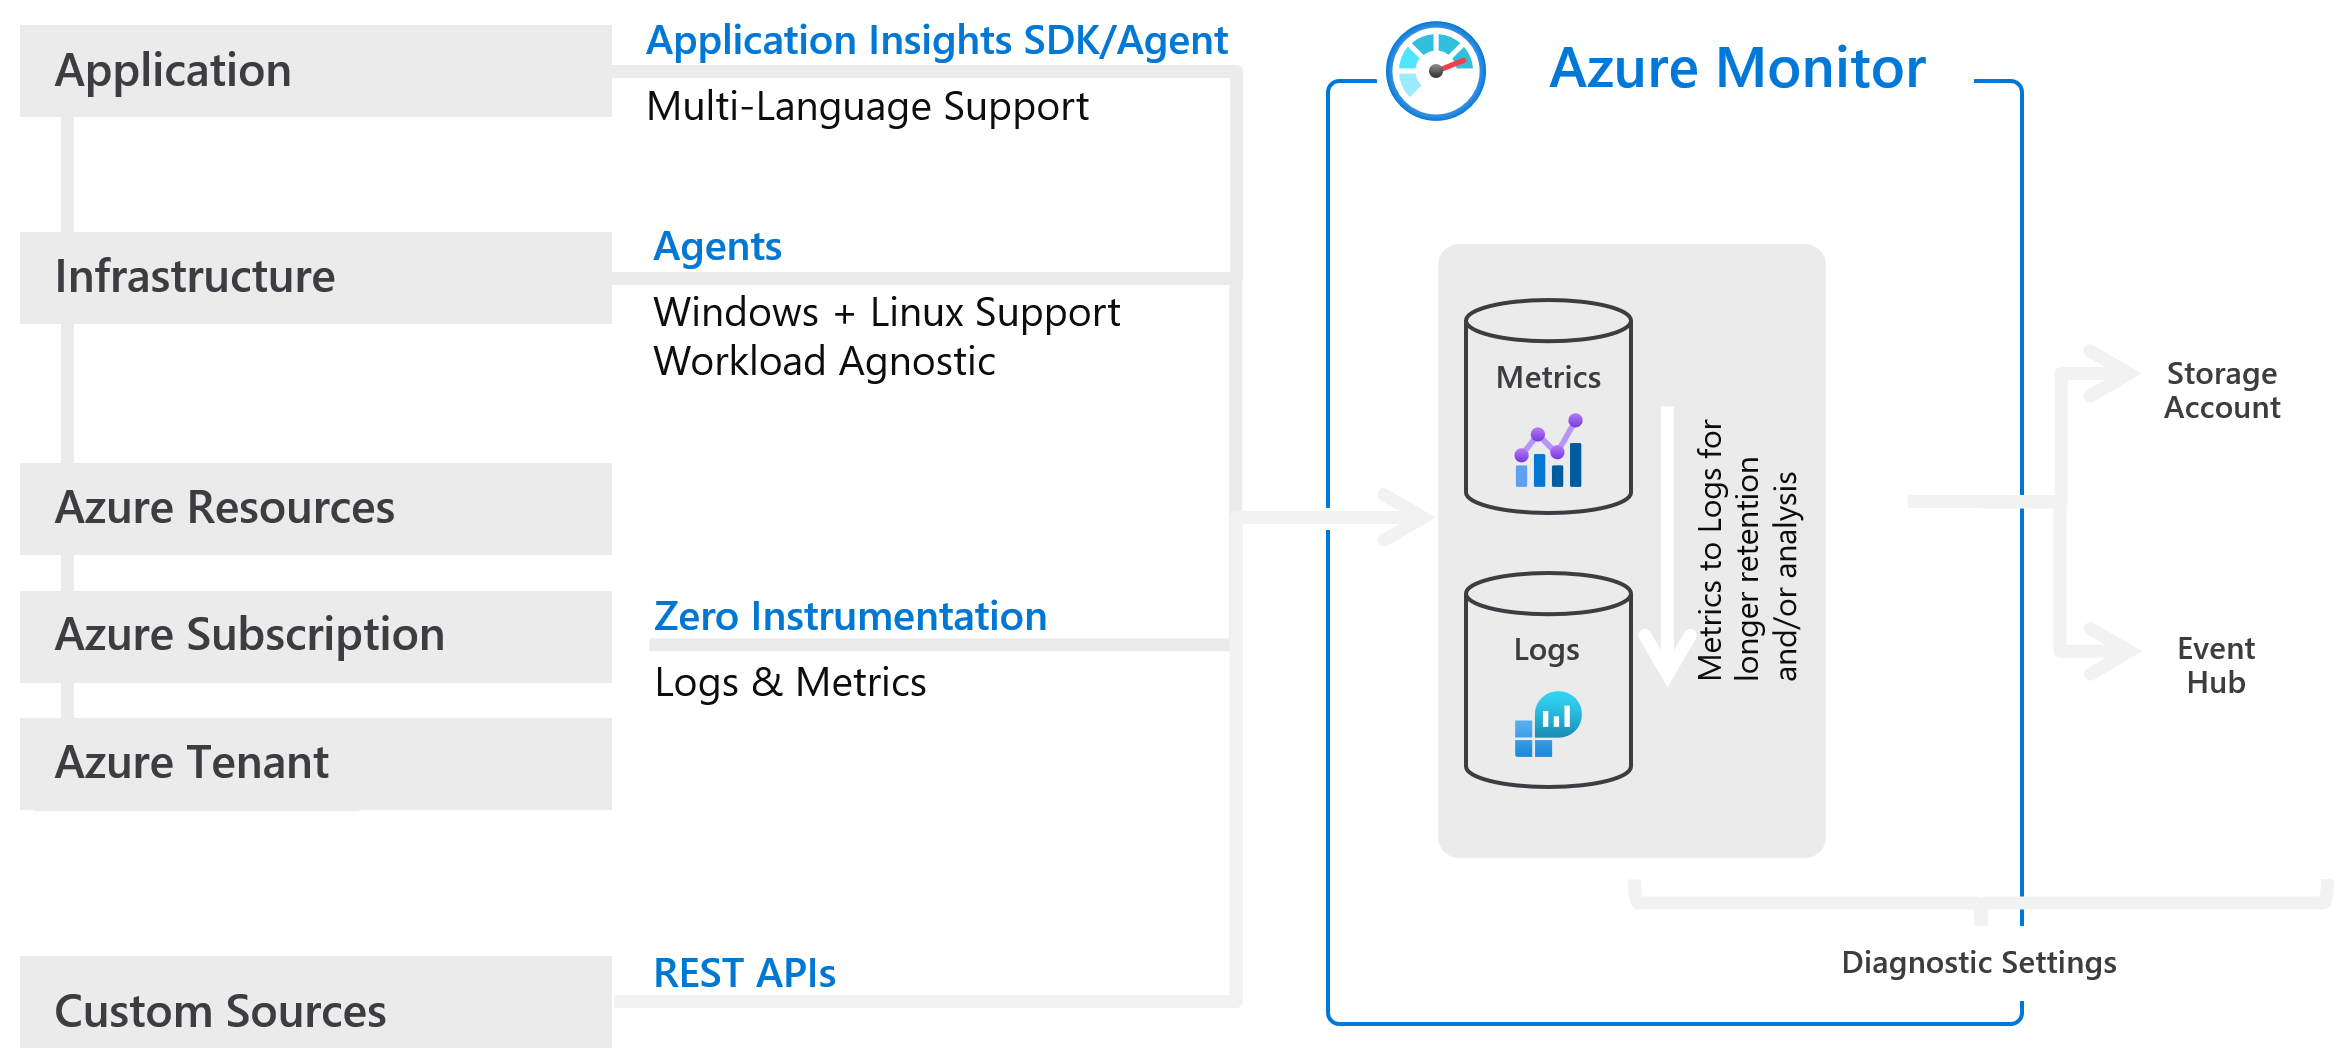 Application
Application Insights SDK/Agent
Multi-Language Support
Infrastructure
Agents
Windows + Linux Support
Workload Agnostic
Azure Resources
Azure Subscription
Azure Tenant
Zero Instrumentation
Logs & Metrics
Custom Sources
REST APIs
Azure Monitor
Metrics
Logs
Metrics to Logs for
longer retention
and/or analysis
Storage
Account
Event
Hub
Diagnostic Settings